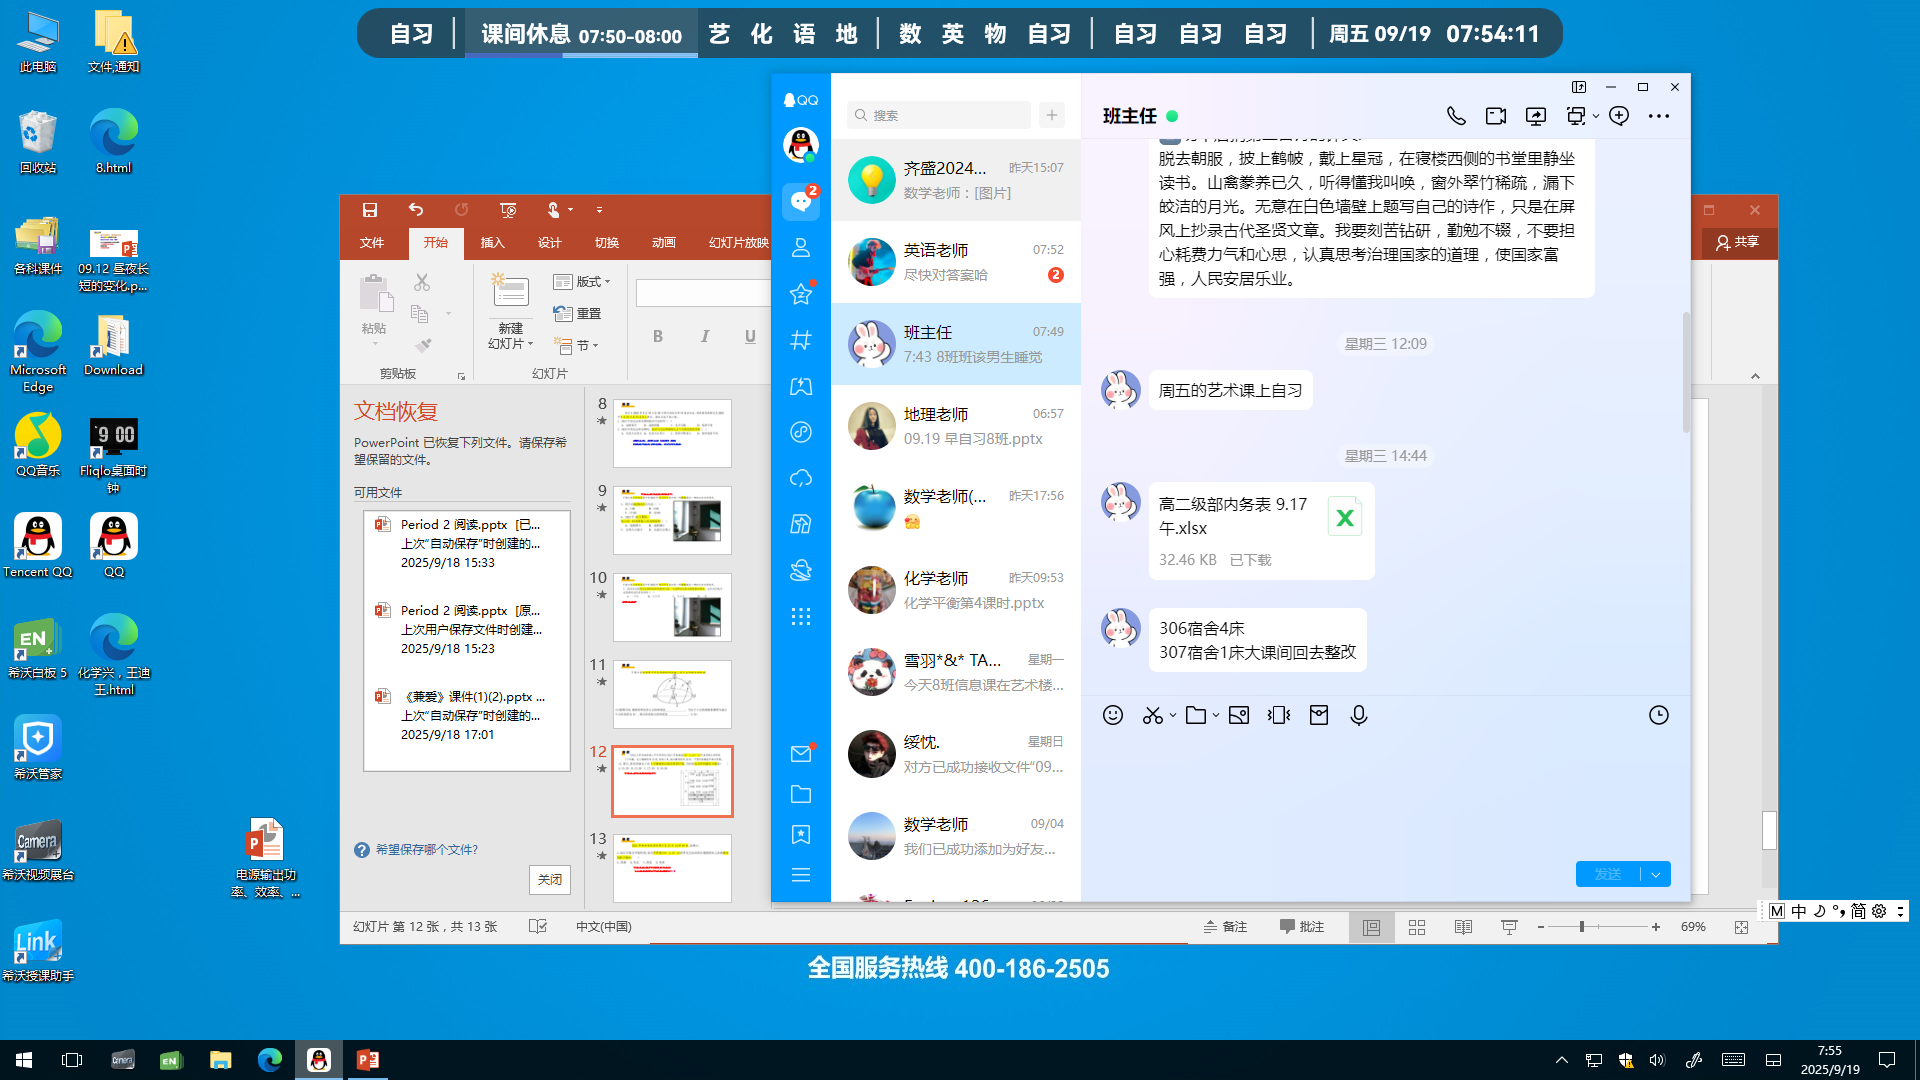 自习 | 课间休息 07:50-08:00 艺 化 语 地 | 数 英 物 自习 | 自习 自习 自习 | 周五 09/19 07:54:11
此电脑
文件,通知
回收站
8.html
各科课件
09.12 昼夜长
短的变化.p...
Microsoft
Edge
Download
QQ音乐
Fliqlo桌面时
钟
9 00
Tencent QQ
QQ
EN
希沃白板 5
化学兴，王迪
王.html
希沃管家
Camera
希沃视频展台
电源输出功
率、效率、...
Link
希沃授课助手
文件
开始
插入
设计
切换
动画
幻灯片放映
共享
粘贴
剪贴板
新建
幻灯片
版式
重置
节
幻灯片
B I U
文档恢复
PowerPoint 已恢复下列文件。请保存希
望保留的文件。
可用文件
Period 2 阅读.pptx [已...
上次“自动保存”时创建的...
2025/9/18 15:33
Period 2 阅读.pptx [原...
上次用户保存文件时创建...
2025/9/18 15:23
《兼爱》课件(1)(2).pptx ...
上次“自动保存”时创建的...
2025/9/18 17:01
希望保存哪个文件?
关闭
8
9
10
11
12
13
幻灯片 第 12 张，共 13 张
中文(中国)
备注
批注
69%
QQ
2
搜索
齐盛2024...
昨天15:07
数学老师：[图片]
英语老师
07:52
尽快对答案哈
2
班主任
07:49
7:43 8班班该男生睡觉
地理老师
06:57
09.19 早自习8班.pptx
数学老师(...
昨天17:56
化学老师
昨天09:53
化学平衡第4课时.pptx
雪羽*&* TA...
星期一
今天8班信息课在艺术楼...
绥忱.
星期日
对方已成功接收文件“09...
数学老师
09/04
我们已成功添加为好友...
班主任
脱去朝服，披上鹤帔，戴上星冠，在寝楼西侧的书堂里静坐
读书。山禽豢养已久，听得懂我叫唤，窗外翠竹稀疏，漏下
皎洁的月光。无意在白色墙壁上题写自己的诗作，只是在屏
风上抄录古代圣贤文章。我要刻苦钻研，勤勉不辍，不要担
心耗费力气和心思，认真思考治理国家的道理，使国家富
强，人民安居乐业。
星期三 12:09
周五的艺术课上自习
星期三 14:44
高二级部内务表 9.17
午.xlsx
32.46 KB 已下载
306宿舍4床
307宿舍1床大课间回去整改
发送
M 中 简
全国服务热线 400-186-2505
7:55
2025/9/19